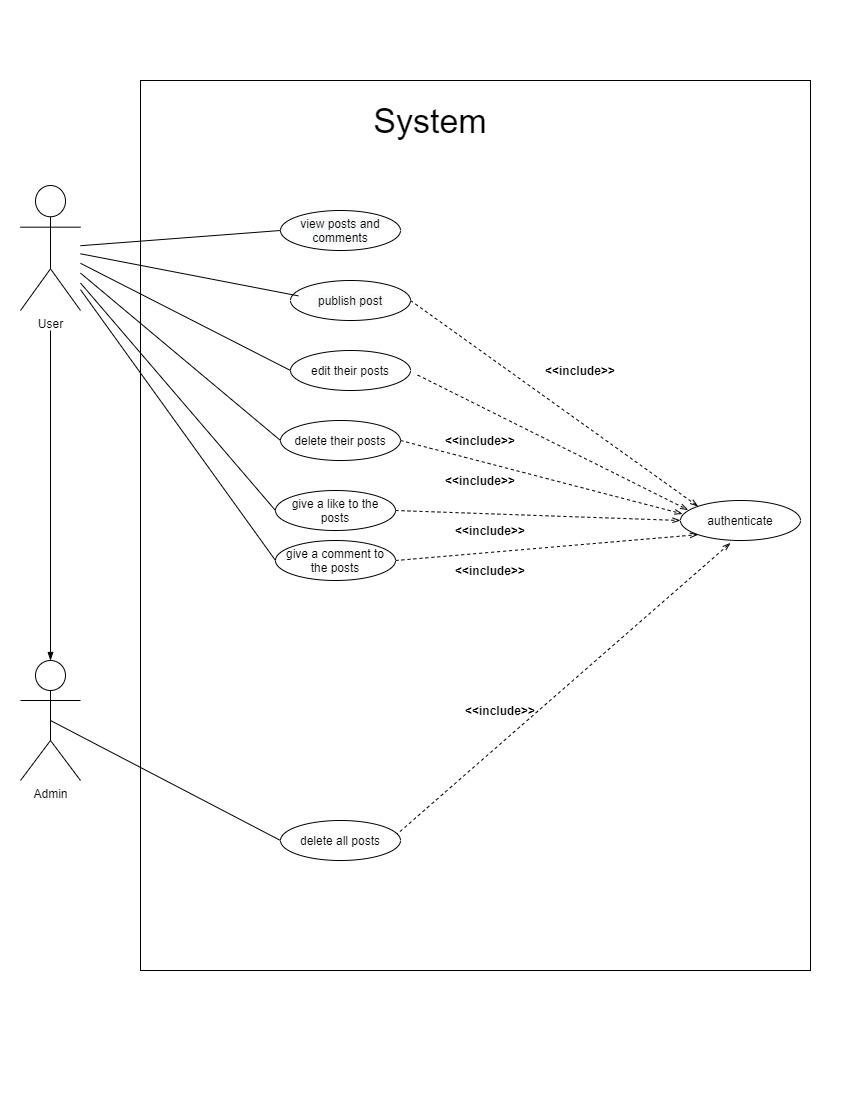 System
view posts and
comments
publish post
User
edit their posts
<<include>>
delete their posts
<<include>>
<<include>>
give a like to the
posts
authenticate
<<include>>
give a comment to
the posts
<<include>>
<<include>>
Admin
delete all posts